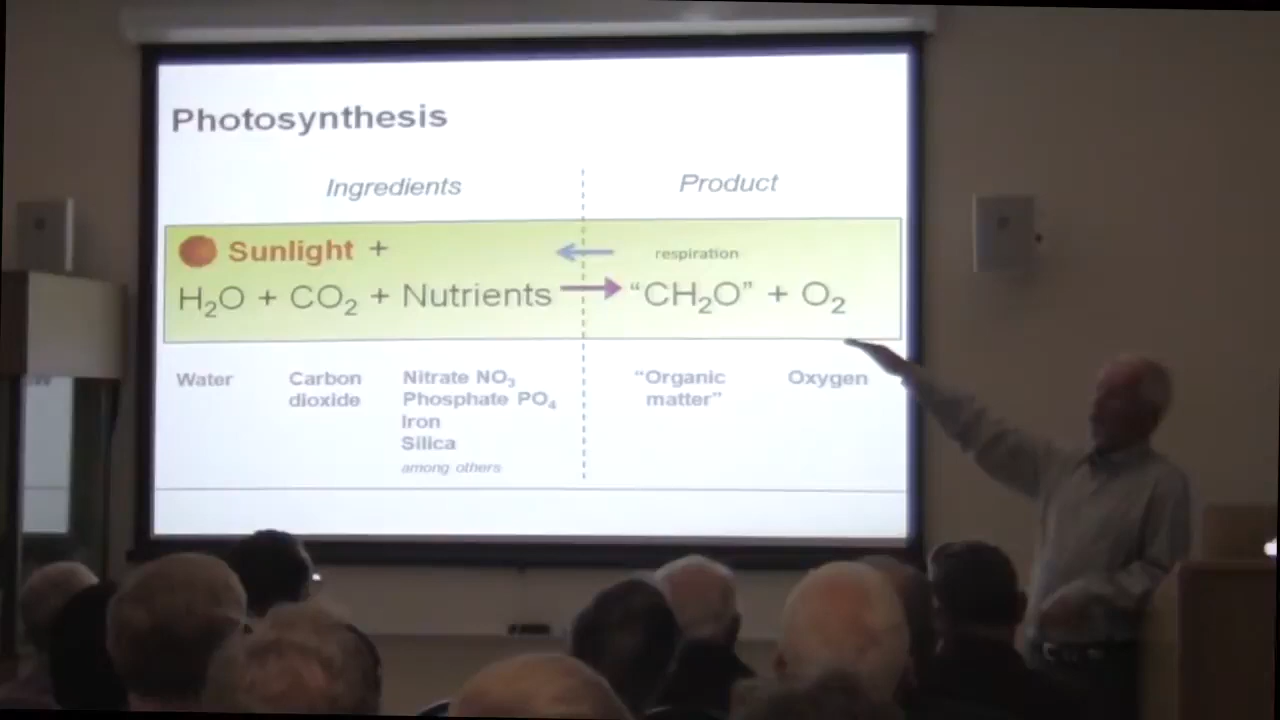 Photosynthesis
Ingredients
Product
Sunlight +
respiration
H₂O + CO₂ + Nutrients
“CH₂O” + O₂
Water
Carbon
dioxide
Nitrate NO₃
Phosphate PO₄
Iron
Silica
among others
“Organic
matter”
Oxygen